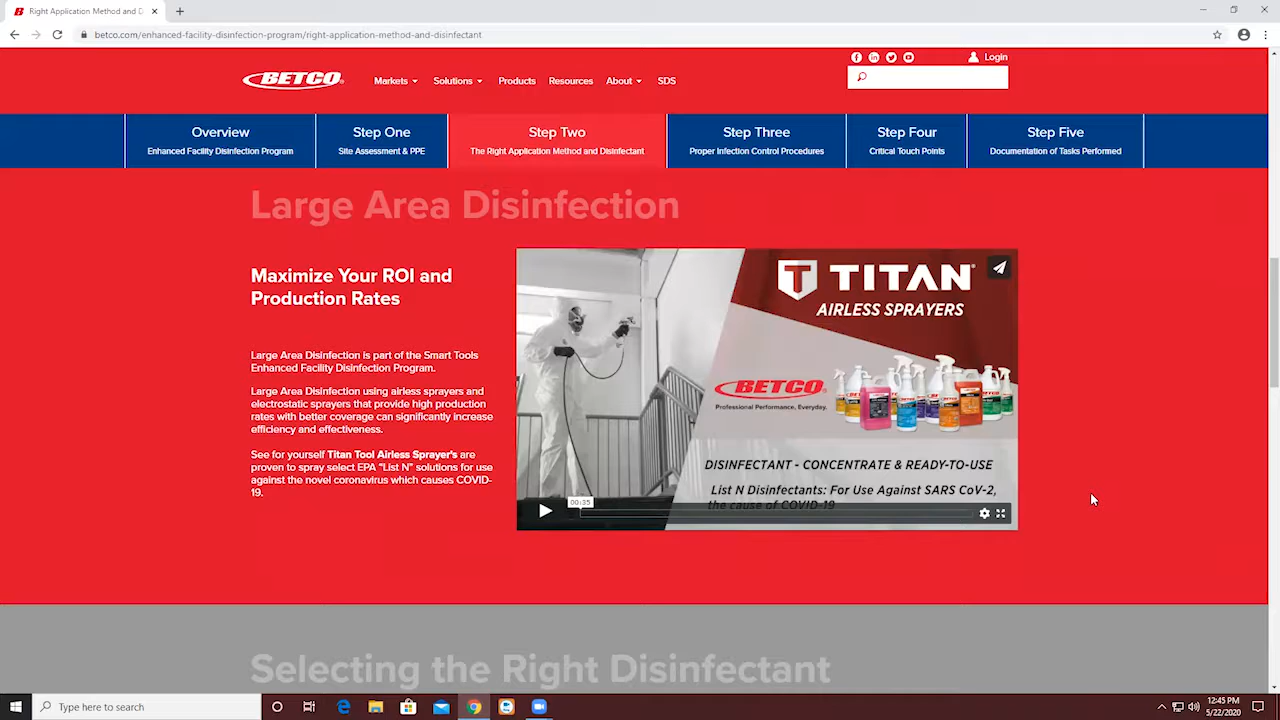 Right Application Method and D
betco.com/enhanced-facility-disinfection-program/right-application-method-and-disinfectant
BETCO
Markets
Solutions
Products
Resources
About
SDS
Login
Overview
Enhanced Facility Disinfection Program
Step One
Site Assessment & PPE
Step Two
The Right Application Method and Disinfectant
Step Three
Proper Infection Control Procedures
Step Four
Critical Touch Points
Step Five
Documentation of Tasks Performed
Large Area Disinfection
Maximize Your ROI and
Production Rates
Large Area Disinfection is part of the Smart Tools
Enhanced Facility Disinfection Program.
Large Area Disinfection using airless sprayers and
electrostatic sprayers that provide high production
rates with better coverage can significantly increase
efficiency and effectiveness.
See for yourself Titan Tool Airless Sprayer's are
proven to spray select EPA "List N" solutions for use
against the novel coronavirus which causes COVID-
19.
TITAN
AIRLESS SPRAYERS
BETCO
Professional Performance, Everyday.
DISINFECTANT - CONCENTRATE & READY-TO-USE
List N Disinfectants: For Use Against SARS CoV-2,
the cause of COVID-19
00:35
Selecting the Right Disinfectant
Type here to search
12:45 PM
5/22/2020